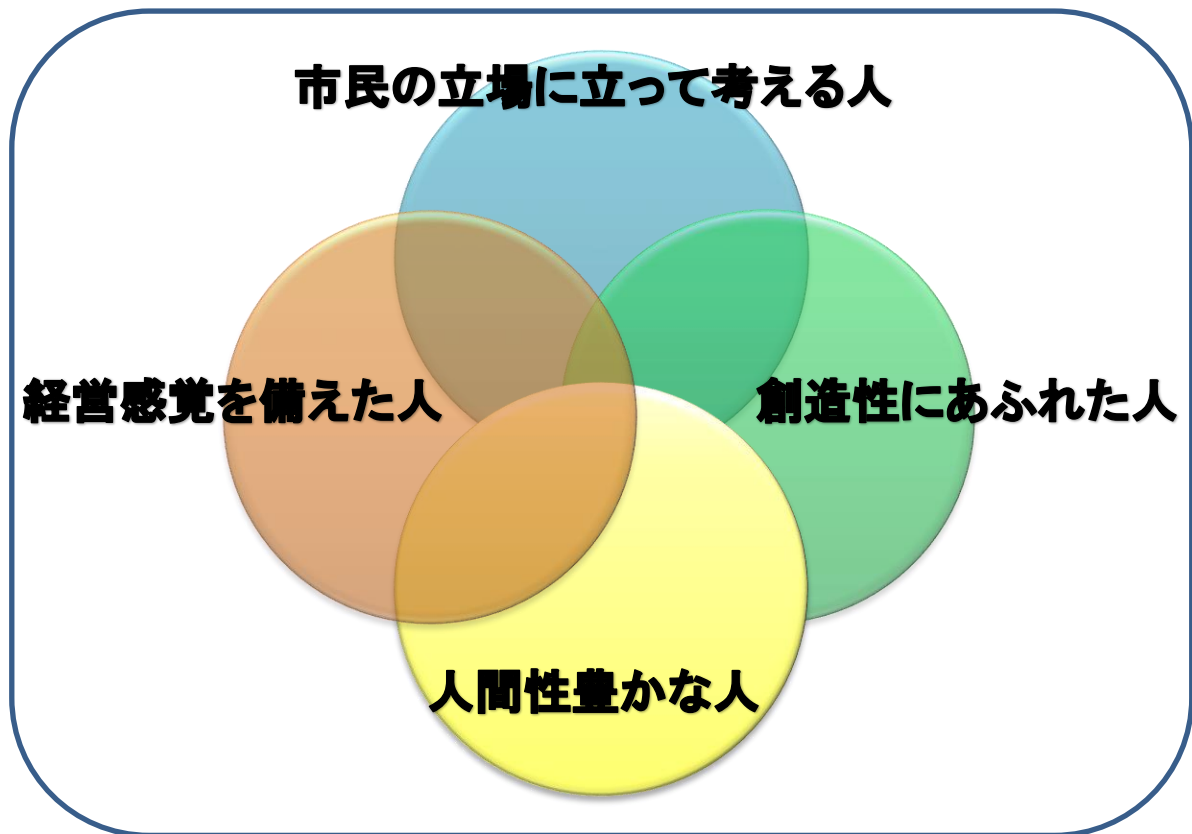 市民の立場に立って考える人
経営感覚を備えた人
創造性にあふれた人
人間性豊かな人